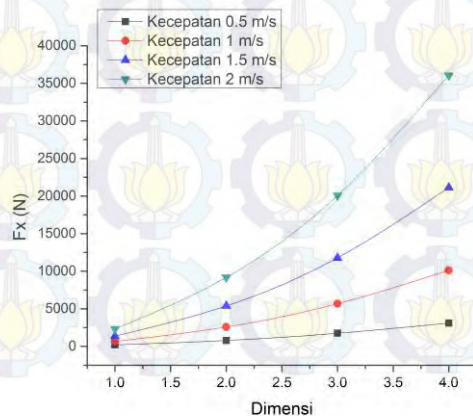 Kecepatan 0.5 m/s
Kecepatan 1 m/s
Kecepatan 1.5 m/s
Kecepatan 2 m/s
40000
35000
30000
25000
20000
15000
10000
5000
0
Fx (N)
1.0 1.5 2.0 2.5 3.0 3.5 4.0
Dimensi